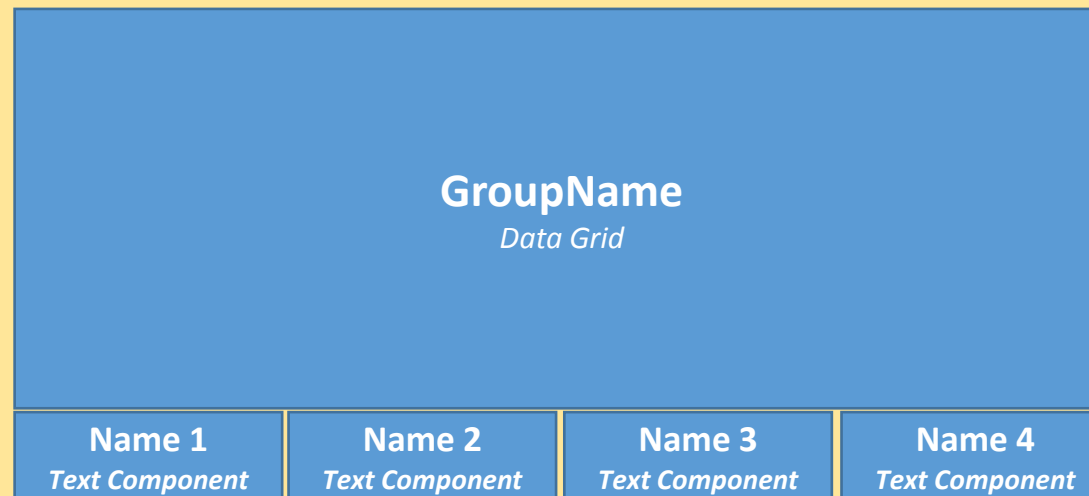 GroupName
Data Grid
Name 1
Text Component
Name 2
Text Component
Name 3
Text Component
Name 4
Text Component